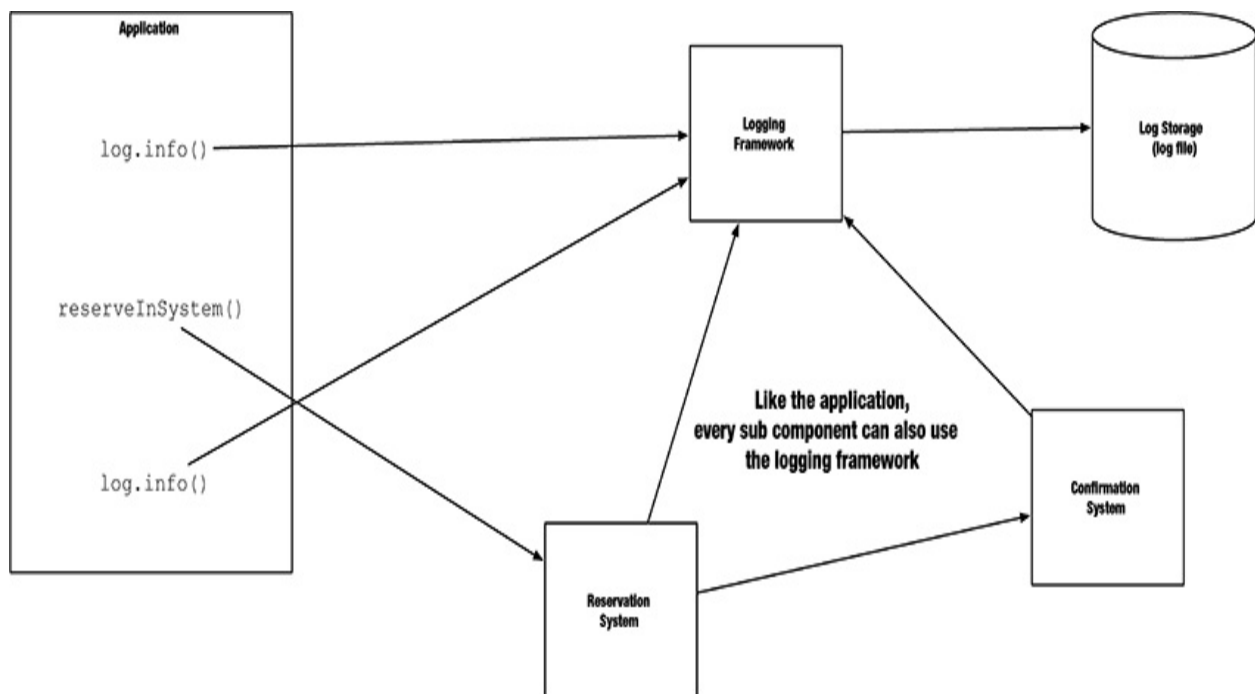 Application
log.info()
Logging
Framework
Log Storage
(log file)
reserveInSystem()
Like the application,
every sub component can also use
the logging framework
log.info()
Confirmation
System
Reservation
System